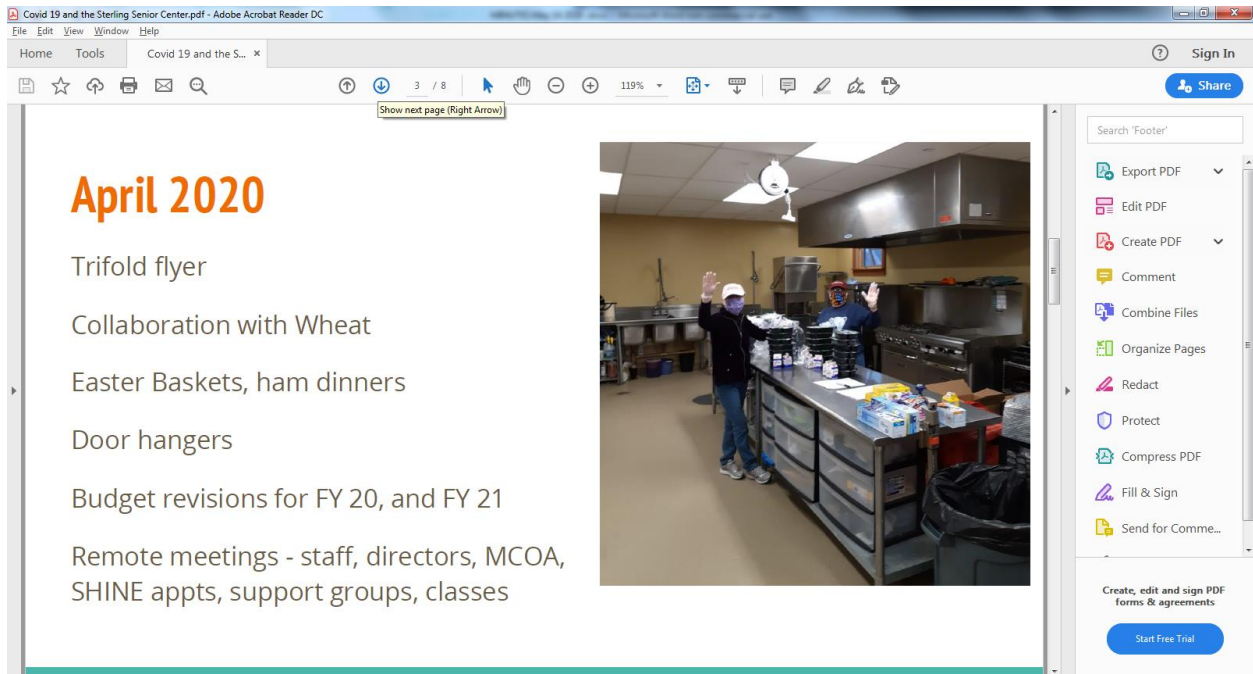 Covid 19 and the Sterling Senior Center.pdf - Adobe Acrobat Reader DC
File Edit View Window Help
Home Tools Covid 19 and the S... ×
? Sign In
3 / 8 119%
Share
Show next page (Right Arrow)
April 2020
Trifold flyer
Collaboration with Wheat
Easter Baskets, ham dinners
Door hangers
Budget revisions for FY 20, and FY 21
Remote meetings - staff, directors, MCOA,
SHINE appts, support groups, classes
Search 'Footer'
Export PDF
Edit PDF
Create PDF
Comment
Combine Files
Organize Pages
Redact
Protect
Compress PDF
Fill & Sign
Send for Comme...
Create, edit and sign PDF
forms & agreements
Start Free Trial